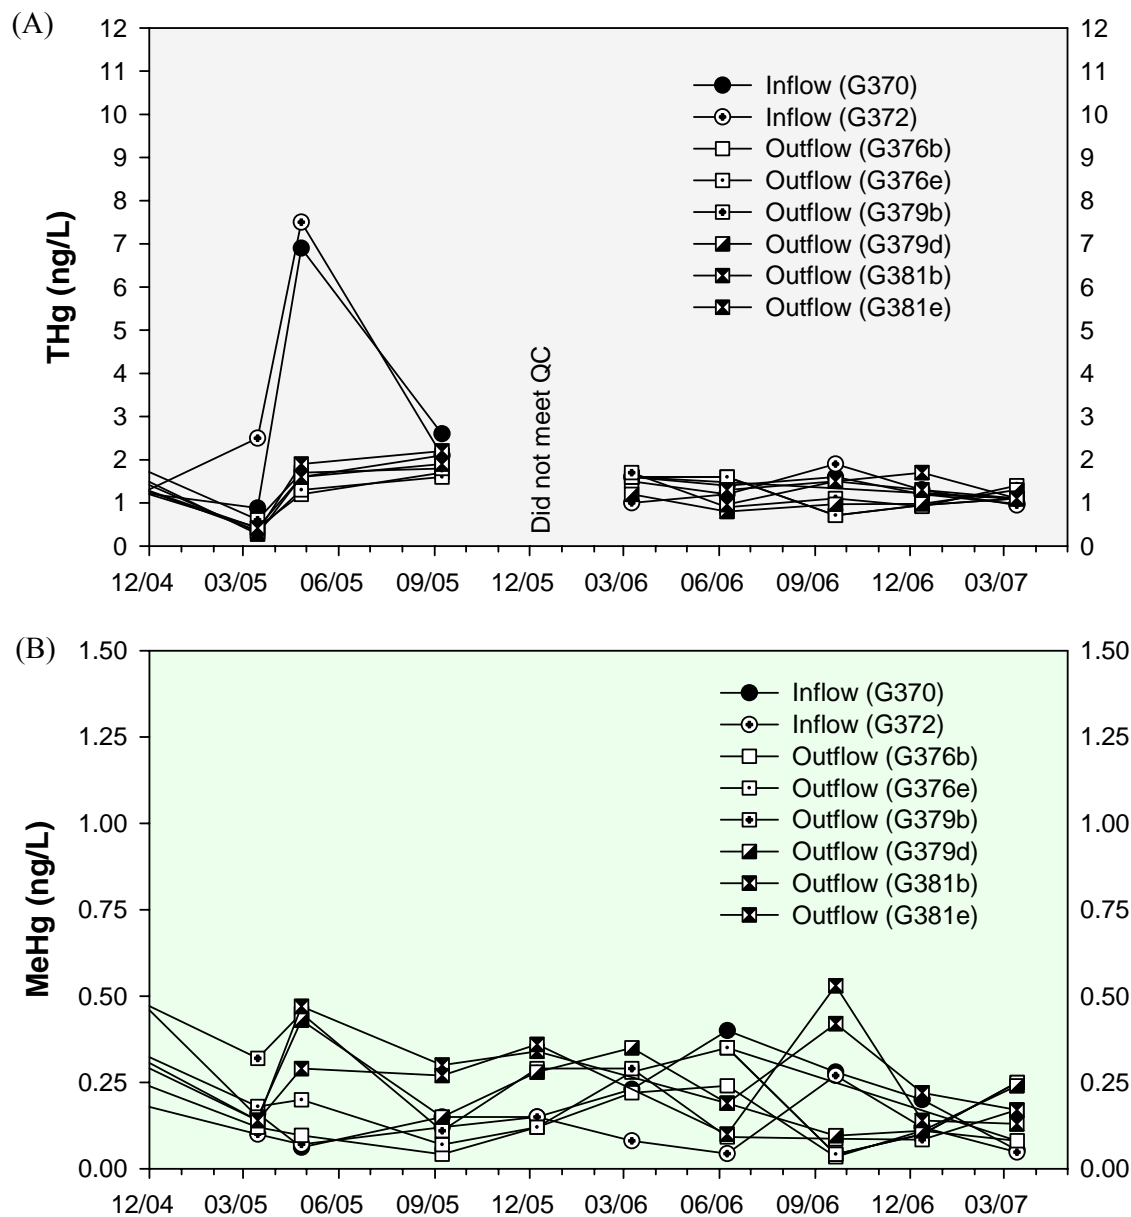 (A)
12 12
11 11
10 10
9 9
8 8
7 7
6 6
5 5
4 4
3 3
2 2
1 1
0 0
THg (ng/L)
Inflow (G370)
Inflow (G372)
Outflow (G376b)
Outflow (G376e)
Outflow (G379b)
Outflow (G379d)
Outflow (G381b)
Outflow (G381e)
Did not meet QC
12/04 03/05 06/05 09/05 12/05 03/06 06/06 09/06 12/06 03/07
(B)
1.50 1.50
1.25 1.25
1.00 1.00
0.75 0.75
0.50 0.50
0.25 0.25
0.00 0.00
MeHg (ng/L)
Inflow (G370)
Inflow (G372)
Outflow (G376b)
Outflow (G376e)
Outflow (G379b)
Outflow (G379d)
Outflow (G381b)
Outflow (G381e)
12/04 03/05 06/05 09/05 12/05 03/06 06/06 09/06 12/06 03/07